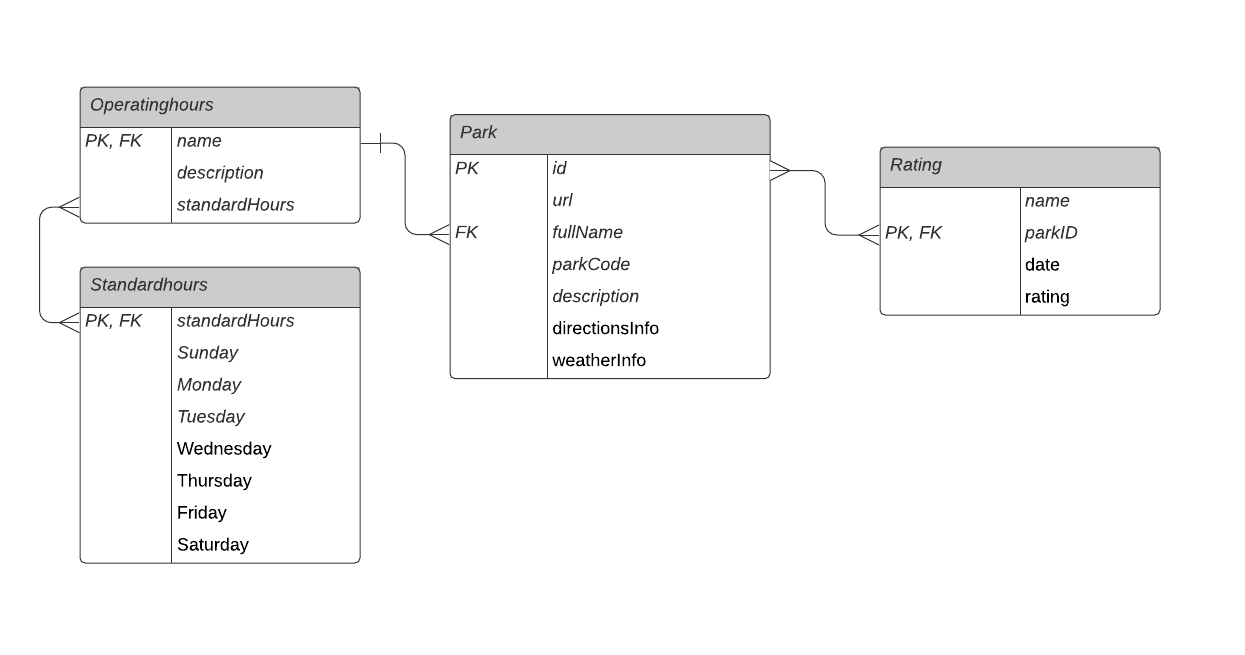 Operatinghours
PK, FK name
description
standardHours
Standardhours
PK, FK standardHours
Sunday
Monday
Tuesday
Wednesday
Thursday
Friday
Saturday
Park
PK id
url
FK fullName
parkCode
description
directionsInfo
weatherInfo
Rating
name
PK, FK parkID
date
rating